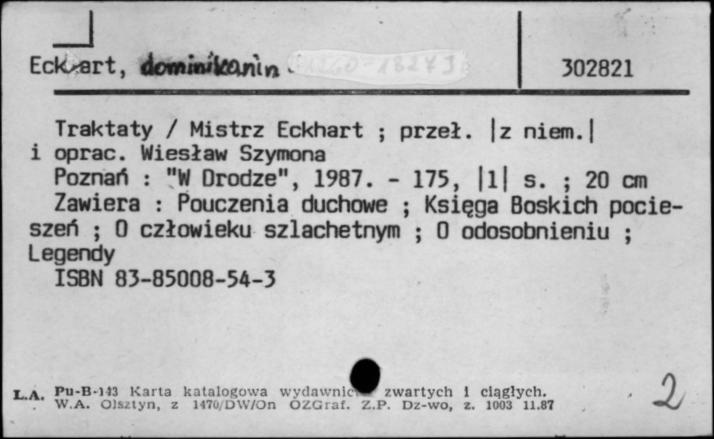 Eckhart, dominikanin
302821
Traktaty / Mistrz Eckhart ; przeł. |z niem.|
i oprac. Wiesław Szymona
Poznań : "W Drodze", 1987. - 175, |1| s. ; 20 cm
Zawiera : Pouczenia duchowe ; Księga Boskich pocie-
szeń ; O człowieku szlachetnym ; O odosobnieniu ;
Legendy
ISBN 83-85008-54-3
L.A. Pu-B-143 Karta katalogowa wydawnic zwartych i ciągłych.
W.A. Olsztyn, z 1470/DW/On OZGraf. Z.P. Dz-wo, z. 1003 11.87
2